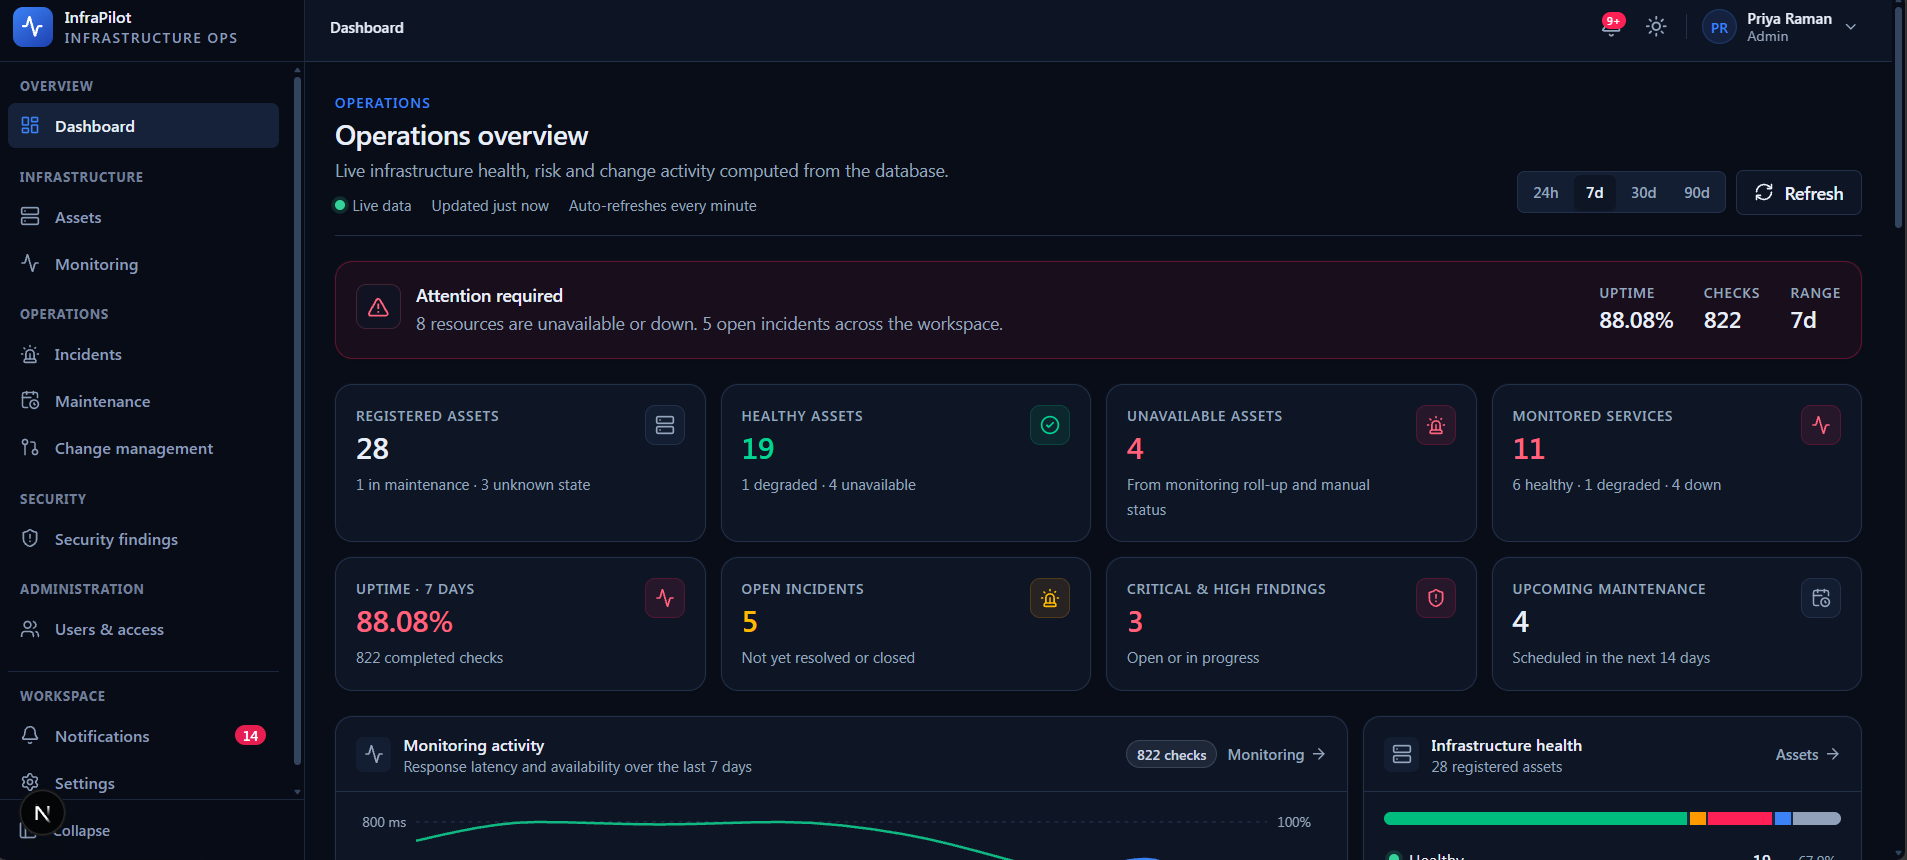 InfraPilot
INFRASTRUCTURE OPS
Dashboard
9+
PR
Priya Raman
Admin
OVERVIEW
Dashboard
INFRASTRUCTURE
Assets
Monitoring
OPERATIONS
Incidents
Maintenance
Change management
SECURITY
Security findings
ADMINISTRATION
Users & access
WORKSPACE
Notifications
14
Settings
N
Collapse
OPERATIONS
Operations overview
Live infrastructure health, risk and change activity computed from the database.
Live data Updated just now Auto-refreshes every minute
24h 7d 30d 90d
Refresh
Attention required
8 resources are unavailable or down. 5 open incidents across the workspace.
UPTIME CHECKS RANGE
88.08% 822 7d
REGISTERED ASSETS
28
1 in maintenance · 3 unknown state
HEALTHY ASSETS
19
1 degraded · 4 unavailable
UNAVAILABLE ASSETS
4
From monitoring roll-up and manual
status
MONITORED SERVICES
11
6 healthy · 1 degraded · 4 down
UPTIME · 7 DAYS
88.08%
822 completed checks
OPEN INCIDENTS
5
Not yet resolved or closed
CRITICAL & HIGH FINDINGS
3
Open or in progress
UPCOMING MAINTENANCE
4
Scheduled in the next 14 days
Monitoring activity
Response latency and availability over the last 7 days
822 checks
Monitoring →
800 ms
100%
Infrastructure health
28 registered assets
Assets →
Healthy 19 67.9%